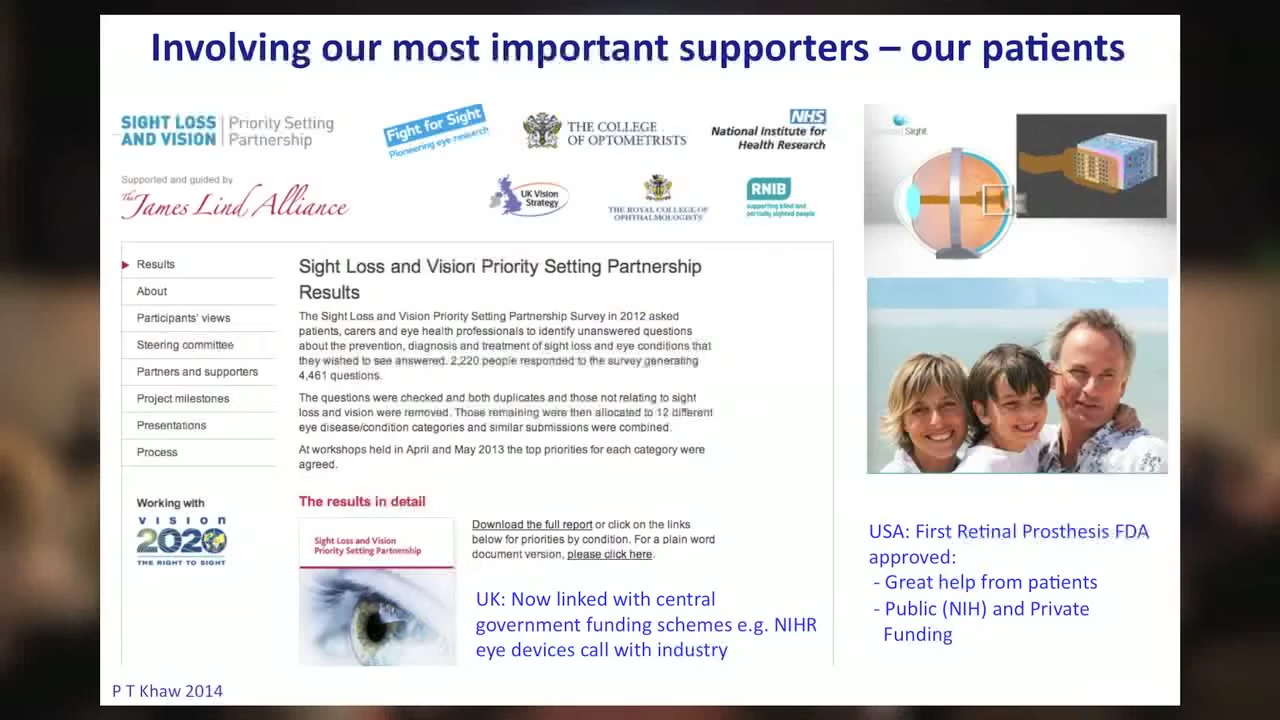 Involving our most important supporters – our patients
SIGHT LOSS
AND VISION
Priority Setting
Partnership
Fight for Sight
Pioneering eye research
THE COLLEGE
OF OPTOMETRISTS
NHS
National Institute for
Health Research
Supported and guided by
The James Lind Alliance
UK Vision
Strategy
THE ROYAL COLLEGE OF
OPHTHALMOLOGISTS
RNIB
supporting blind and
partially sighted people
Sight
Results
About
Participants' views
Steering committee
Partners and supporters
Project milestones
Presentations
Process
Working with
VISION
2020
THE RIGHT TO SIGHT
Sight Loss and Vision Priority Setting Partnership
Results
The Sight Loss and Vision Priority Setting Partnership Survey in 2012 asked
patients, carers and eye health professionals to identify unanswered questions
about the prevention, diagnosis and treatment of sight loss and eye conditions that
they wished to see answered. 2,220 people responded to the survey generating
4,461 questions.
The questions were checked and both duplicates and those not relating to sight
loss and vision were removed. Those remaining were then allocated to 12 different
eye disease/condition categories and similar submissions were combined.
At workshops held in April and May 2013 the top priorities for each category were
agreed.
The results in detail
Sight Loss and Vision
Priority Setting Partnership
Download the full report or click on the links
below for priorities by condition. For a plain word
document version, please click here.
UK: Now linked with central
government funding schemes e.g. NIHR
eye devices call with industry
USA: First Retinal Prosthesis FDA
approved:
- Great help from patients
- Public (NIH) and Private
Funding
P T Khaw 2014